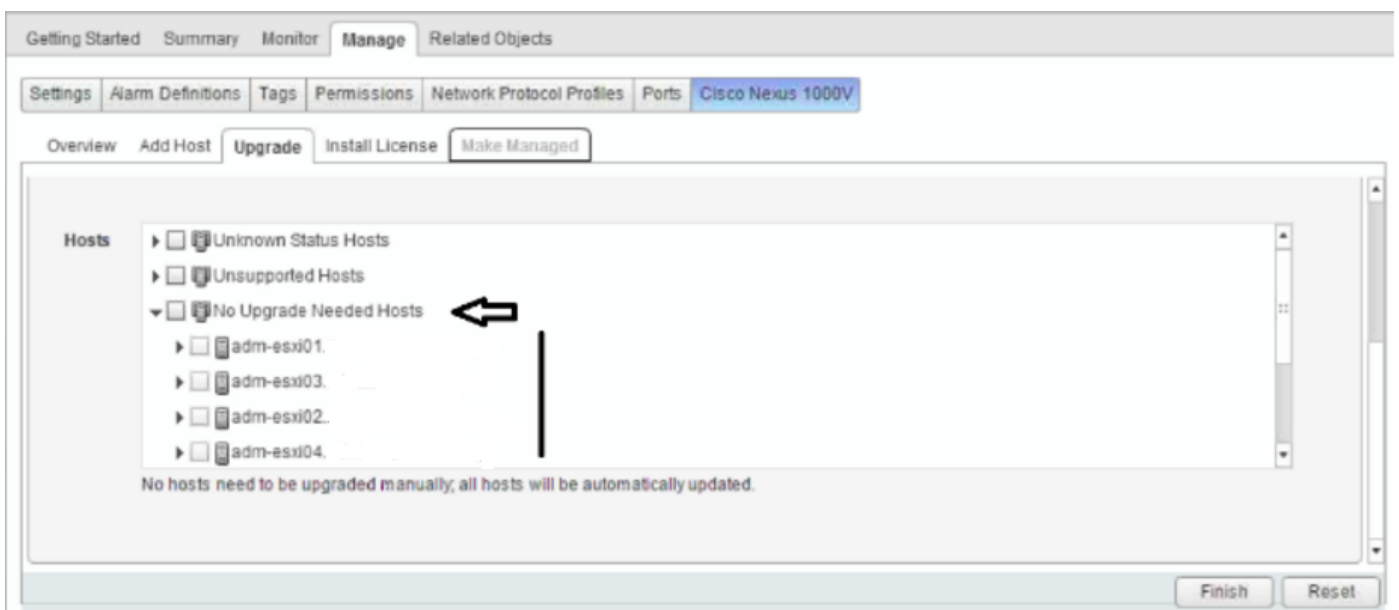 Getting Started Summary Monitor Manage Related Objects
Settings Alarm Definitions Tags Permissions Network Protocol Profiles Ports Cisco Nexus 1000V
Overview Add Host Upgrade Install License Make Managed
Hosts
Unknown Status Hosts
Unsupported Hosts
No Upgrade Needed Hosts
adm-esxi01.
adm-esxi03.
adm-esxi02..
adm-esxi04.
No hosts need to be upgraded manually; all hosts will be automatically updated.
Finish Reset